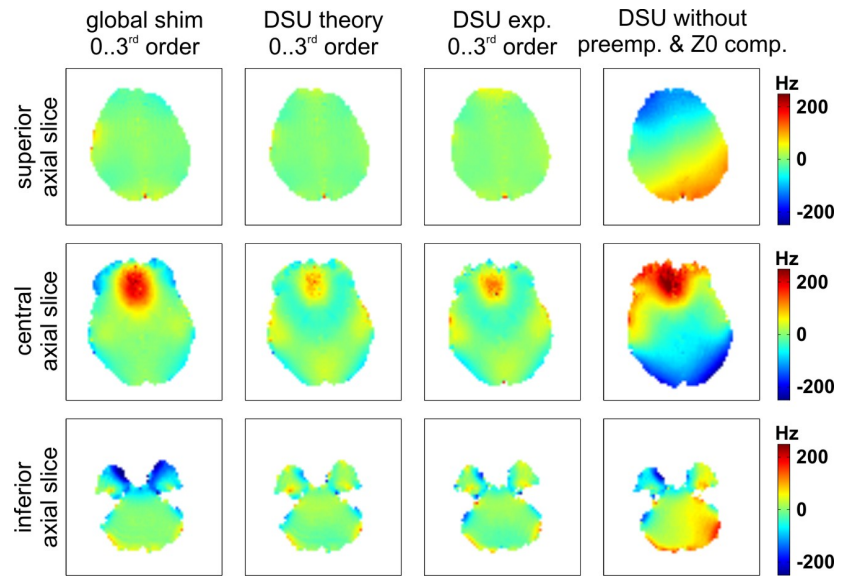 global shim
0..3rd order
DSU theory
0..3rd order
DSU exp.
0..3rd order
DSU without
preemp. & Z0 comp.
superior
axial slice
Hz
200
0
-200
central
axial slice
Hz
200
0
-200
inferior
axial slice
Hz
200
0
-200